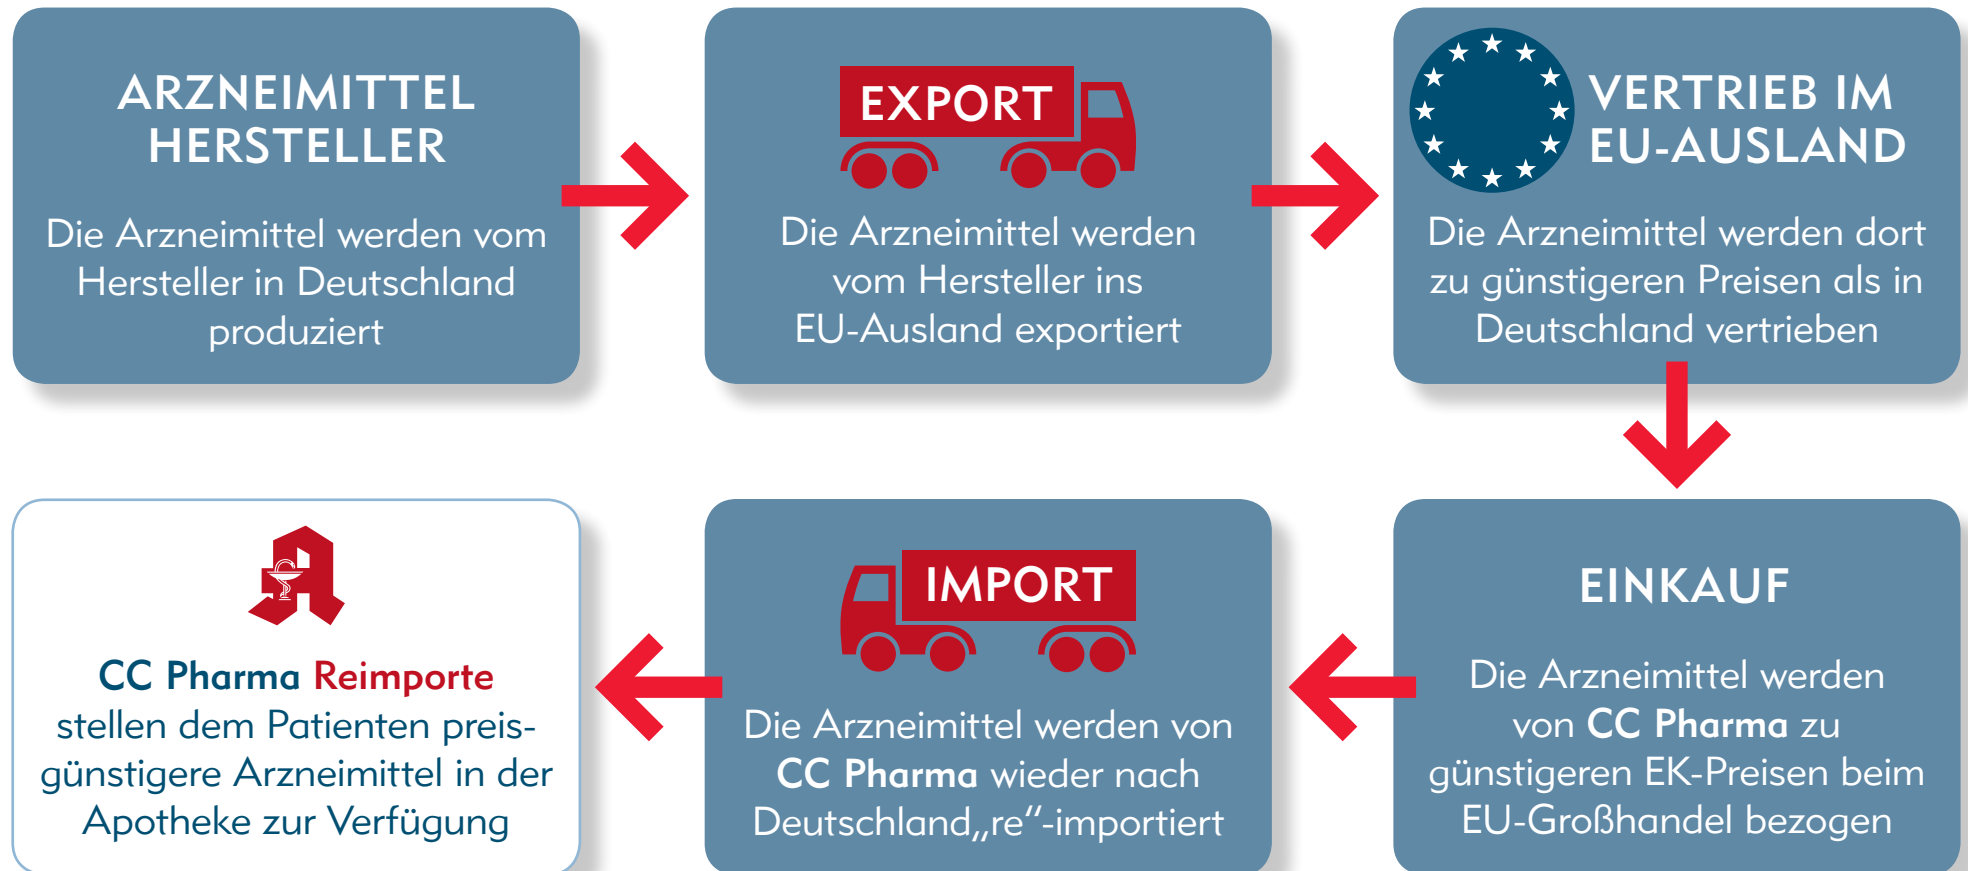 ARZNEIMITTEL
HERSTELLER
Die Arzneimittel werden vom
Hersteller in Deutschland
produziert
EXPORT
Die Arzneimittel werden
vom Hersteller ins
EU-Ausland exportiert
VERTRIEB IM
EU-AUSLAND
Die Arzneimittel werden dort
zu günstigeren Preisen als in
Deutschland vertrieben
EINKAUF
Die Arzneimittel werden
von CC Pharma zu
günstigeren EK-Preisen beim
EU-Großhandel bezogen
IMPORT
Die Arzneimittel werden von
CC Pharma wieder nach
Deutschland„re“-importiert
CC Pharma Reimporte
stellen dem Patienten preis-
günstigere Arzneimittel in der
Apotheke zur Verfügung